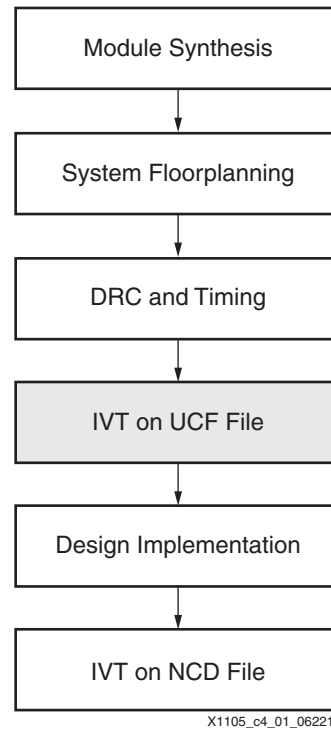 Module Synthesis
System Floorplanning
DRC and Timing
IVT on UCF File
Design Implementation
IVT on NCD File
X1105_c4_01_06221